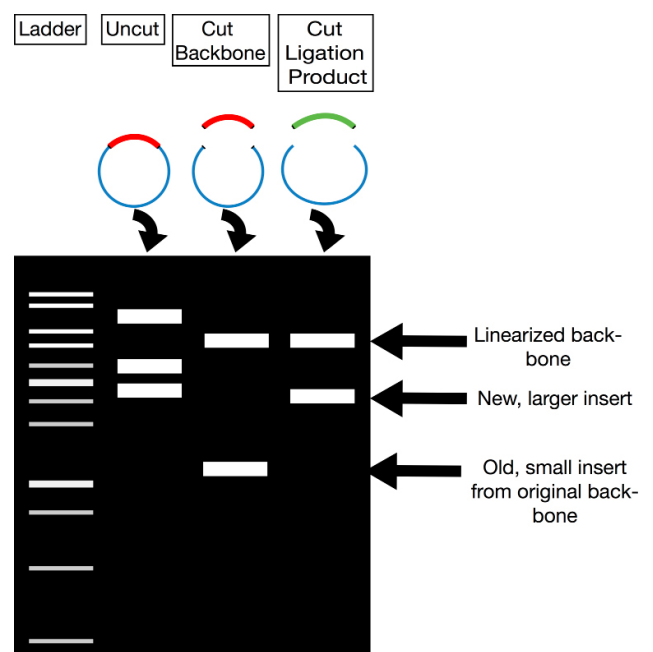 Ladder
Uncut
Cut
Backbone
Cut
Ligation
Product
Linearized back-
bone
New, larger insert
Old, small insert
from original back-
bone